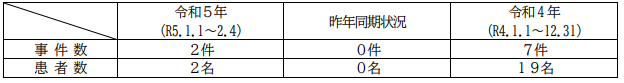 令和５年 昨年同期状況 令和４年
(R5.1.1～2.4) (R4.1.1～12.31)
事件数 ２件 ０件 ７件
患者数 ２名 ０名 １９名